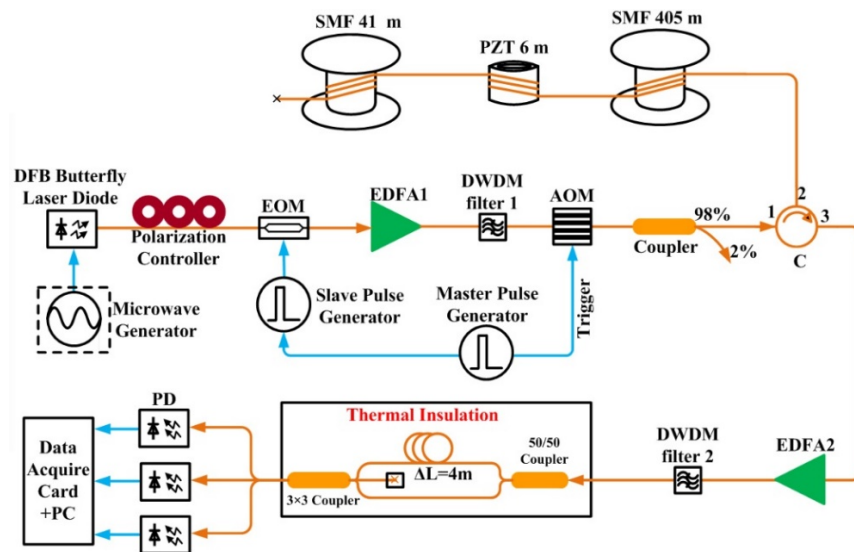 SMF 41 m
PZT 6 m
SMF 405 m
DFB Butterfly
Laser Diode
Polarization
Controller
EOM
EDFA1
DWDM
filter 1
AOM
98%
2%
Coupler
1
2
3
C
Microwave
Generator
Slave Pulse
Generator
Master Pulse
Generator
Trigger
PD
Data
Acquire
Card
+PC
Thermal Insulation
ΔL=4m
3×3 Coupler
50/50
Coupler
DWDM
filter 2
EDFA2